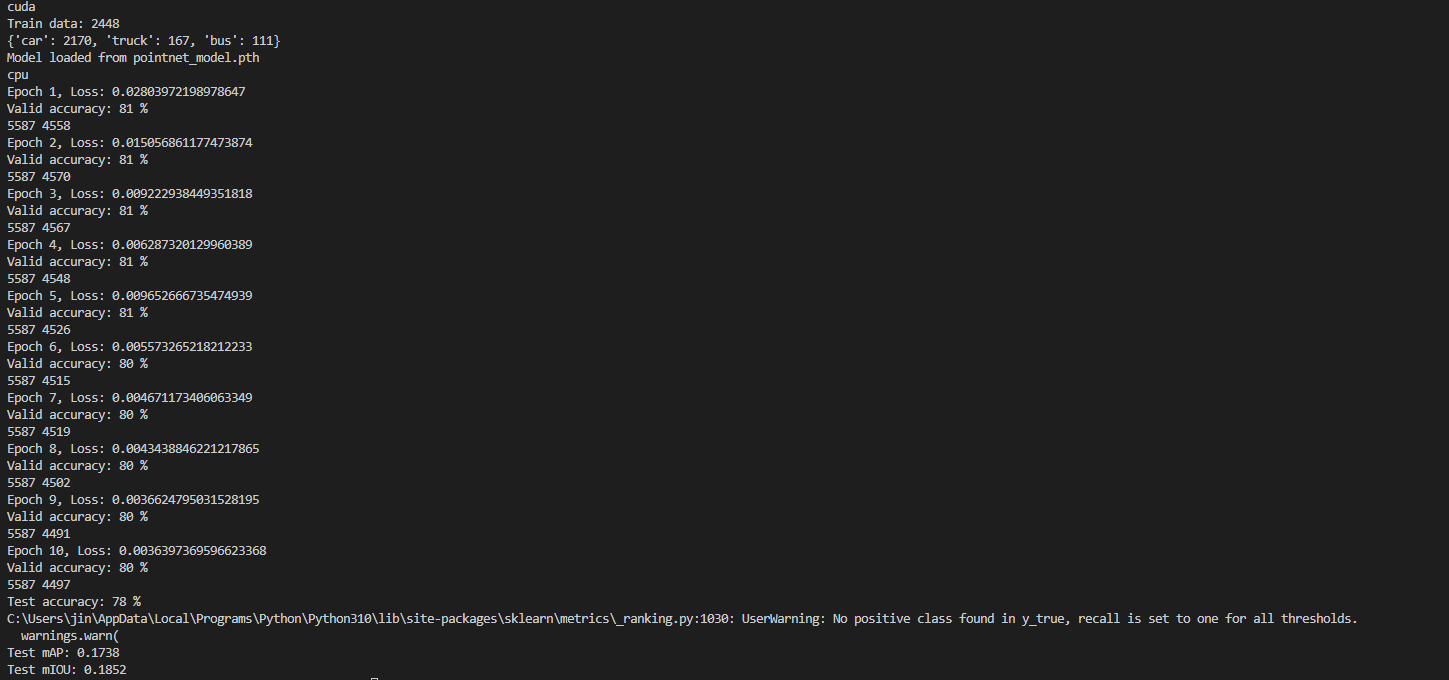 cuda
Train data: 2448
{'car': 2170, 'truck': 167, 'bus': 111}
Model loaded from pointnet_model.pth
cpu
Epoch 1, Loss: 0.02803972198978647
Valid accuracy: 81 %
5587 4558
Epoch 2, Loss: 0.015056861177473874
Valid accuracy: 81 %
5587 4570
Epoch 3, Loss: 0.009222938449351818
Valid accuracy: 81 %
5587 4567
Epoch 4, Loss: 0.006287320129960389
Valid accuracy: 81 %
5587 4548
Epoch 5, Loss: 0.009652666735474939
Valid accuracy: 81 %
5587 4526
Epoch 6, Loss: 0.005573265218212233
Valid accuracy: 80 %
5587 4515
Epoch 7, Loss: 0.004671173406063349
Valid accuracy: 80 %
5587 4519
Epoch 8, Loss: 0.0043438846221217865
Valid accuracy: 80 %
5587 4502
Epoch 9, Loss: 0.0036624795031528195
Valid accuracy: 80 %
5587 4491
Epoch 10, Loss: 0.0036397369596623368
Valid accuracy: 80 %
5587 4497
Test accuracy: 78 %
C:\Users\jin\AppData\Local\Programs\Python\Python310\lib\site-packages\sklearn\metrics\_ranking.py:1030: UserWarning: No positive class found in y_true, recall is set to one for all thresholds.
  warnings.warn(
Test mAP: 0.1738
Test mIOU: 0.1852